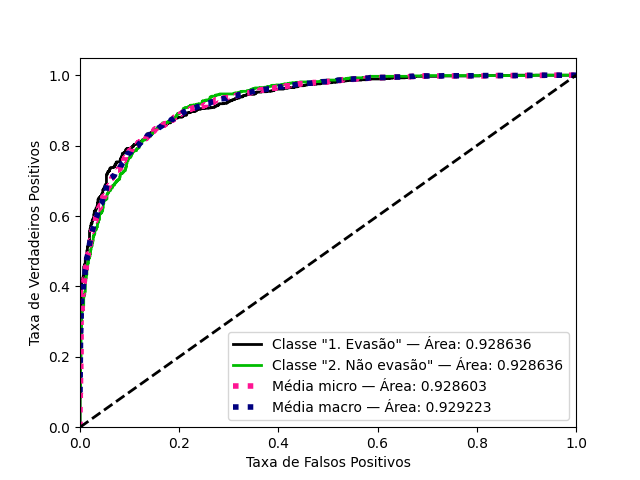 1.0
0.8
0.6
0.4
0.2
0.0
Taxa de Verdadeiros Positivos
Classe "1. Evasão" — Área: 0.928636
Classe "2. Não evasão" — Área: 0.928636
Média micro — Área: 0.928603
Média macro — Área: 0.929223
0.0 0.2 0.4 0.6 0.8 1.0
Taxa de Falsos Positivos